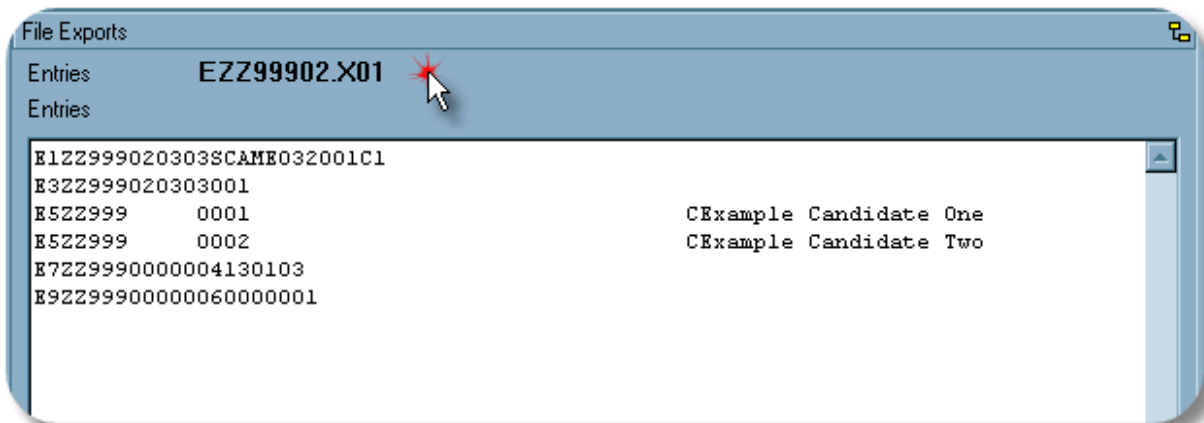 File Exports
Entries EZZ99902.X01
Entries
E1ZZ999020303SCAME032001C1
E3ZZ999020303001
E5ZZ999 0001 CExample Candidate One
E5ZZ999 0002 CExample Candidate Two
E7ZZ9990000004130103
E9ZZ999000000060000001